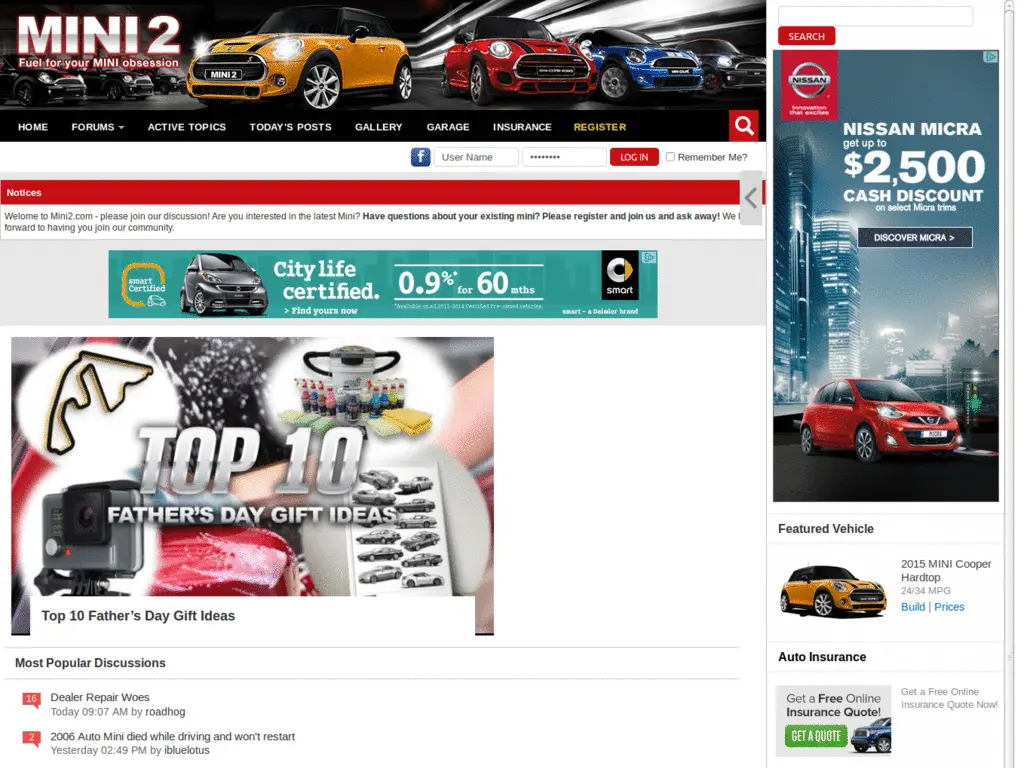 MINI2
Fuel for your MINI obsession
MINI 2
HOME FORUMS ACTIVE TOPICS TODAY'S POSTS GALLERY GARAGE INSURANCE REGISTER
User Name •••••••• LOG IN Remember Me?
Notices
Welome to Mini2.com - please join our discussion! Are you interested in the latest Mini? Have questions about your existing mini? Please register and join us and ask away! We
forward to having you join our community.
smart
Certified
City life
certified.
> Find yours now
0.9%* for 60 mths
*Available on all 2011-2014 Certified Pre-owned vehicles.
smart
smart - a Daimler brand
TOP 10
FATHER'S DAY GIFT IDEAS
Top 10 Father’s Day Gift Ideas
Most Popular Discussions
16
Dealer Repair Woes
Today 09:07 AM by roadhog
2
2006 Auto Mini died while driving and won't restart
Yesterday 02:49 PM by ibluelotus
SEARCH
NISSAN
Innovation
that excites
NISSAN MICRA
get up to
$2,500
CASH DISCOUNT
on select Micra trims
DISCOVER MICRA >
MICRA
Featured Vehicle
2015 MINI Cooper
Hardtop
24/34 MPG
Build | Prices
Auto Insurance
Get a Free Online
Insurance Quote!
GET A QUOTE
Get a Free Online
Insurance Quote Now!